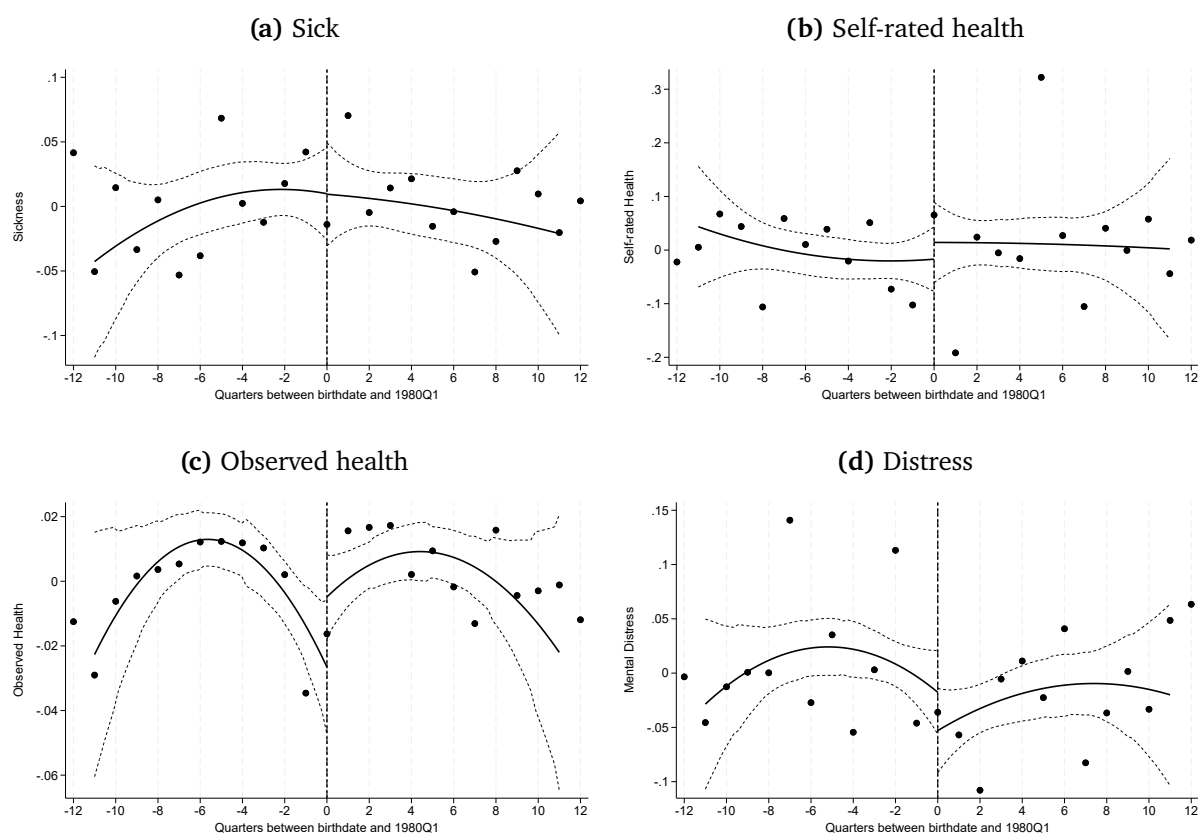 (a) Sick
(b) Self-rated health
.1
.05
0
-.05
-.1
Sickness
-12 -10 -8 -6 -4 -2 0 2 4 6 8 10 12
Quarters between birthdate and 1980Q1
.3
.2
.1
0
-.1
-.2
Self-rated Health
-12 -10 -8 -6 -4 -2 0 2 4 6 8 10 12
Quarters between birthdate and 1980Q1
(c) Observed health
(d) Distress
.02
0
-.02
-.04
-.06
Observed Health
-12 -10 -8 -6 -4 -2 0 2 4 6 8 10 12
Quarters between birthdate and 1980Q1
.15
.1
.05
0
-.05
-.1
Mental Distress
-12 -10 -8 -6 -4 -2 0 2 4 6 8 10 12
Quarters between birthdate and 1980Q1